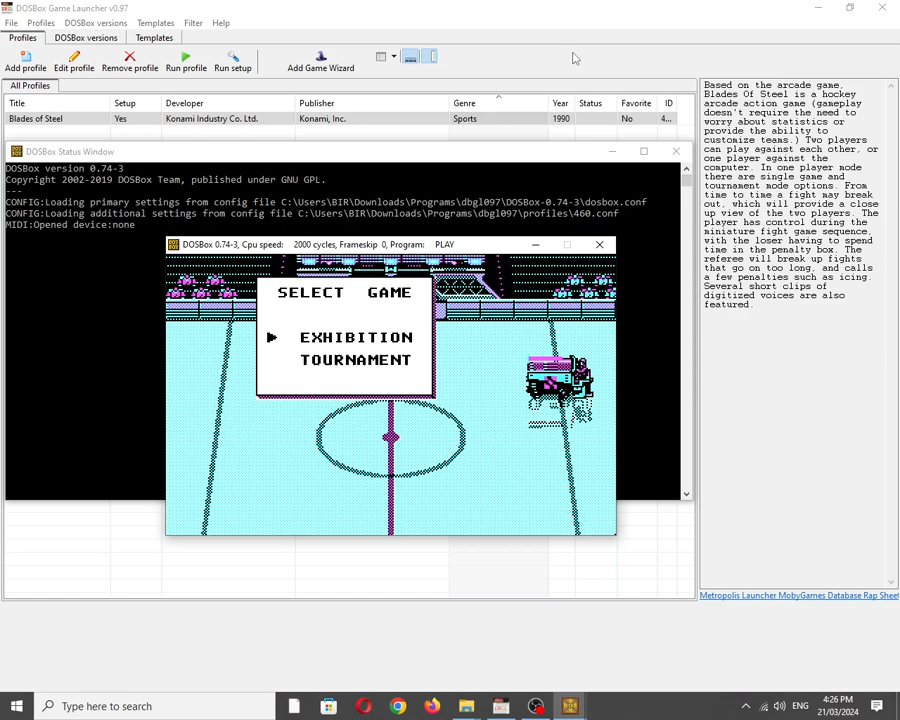 DOSBox Game Launcher v0.97
File Profiles DOSBox versions Templates Filter Help
Profiles DOSBox versions Templates
Add profile Edit profile Remove profile Run profile Run setup Add Game Wizard
All Profiles
Title Setup Developer Publisher Genre Year Status Favorite ID
Blades of Steel Yes Konami Industry Co. Ltd. Konami, Inc. Sports 1990 No 4...
DOSBox Status Window
DOSBox version 0.74-3
Copyright 2002-2019 DOSBox Team, published under GNU GPL.
---
CONFIG:Loading primary settings from config file C:\Users\BIR\Downloads\Programs\dbgl097\DOSBox-0.74-3\dosbox.conf
CONFIG:Loading additional settings from config file C:\Users\BIR\Downloads\Programs\dbgl097\profiles\460.conf
MIDI:Opened device:none
DOSBox 0.74-3, Cpu speed: 2000 cycles, Frameskip 0, Program: PLAY
SELECT GAME
EXHIBITION
TOURNAMENT
Based on the arcade game,
Blades Of Steel is a hockey
arcade action game (gameplay
doesn't require the need to
worry about statistics or
provide the ability to
customize teams.) Two players
can play against each other, or
one player against the
computer. In one player mode
there are single game and
tournament mode options. From
time to time a fight may break
out, which will provide a close
up view of the two players. The
player has control during the
miniature fight game sequence,
with the loser having to spend
time in the penalty box. The
referee will break up fights
that go on too long, and calls
a few penalties such as icing.
Several short clips of
digitized voices are also
featured.
Metropolis Launcher MobyGames Database Rap Sheet
Type here to search
ENG
4:26 PM
21/03/2024